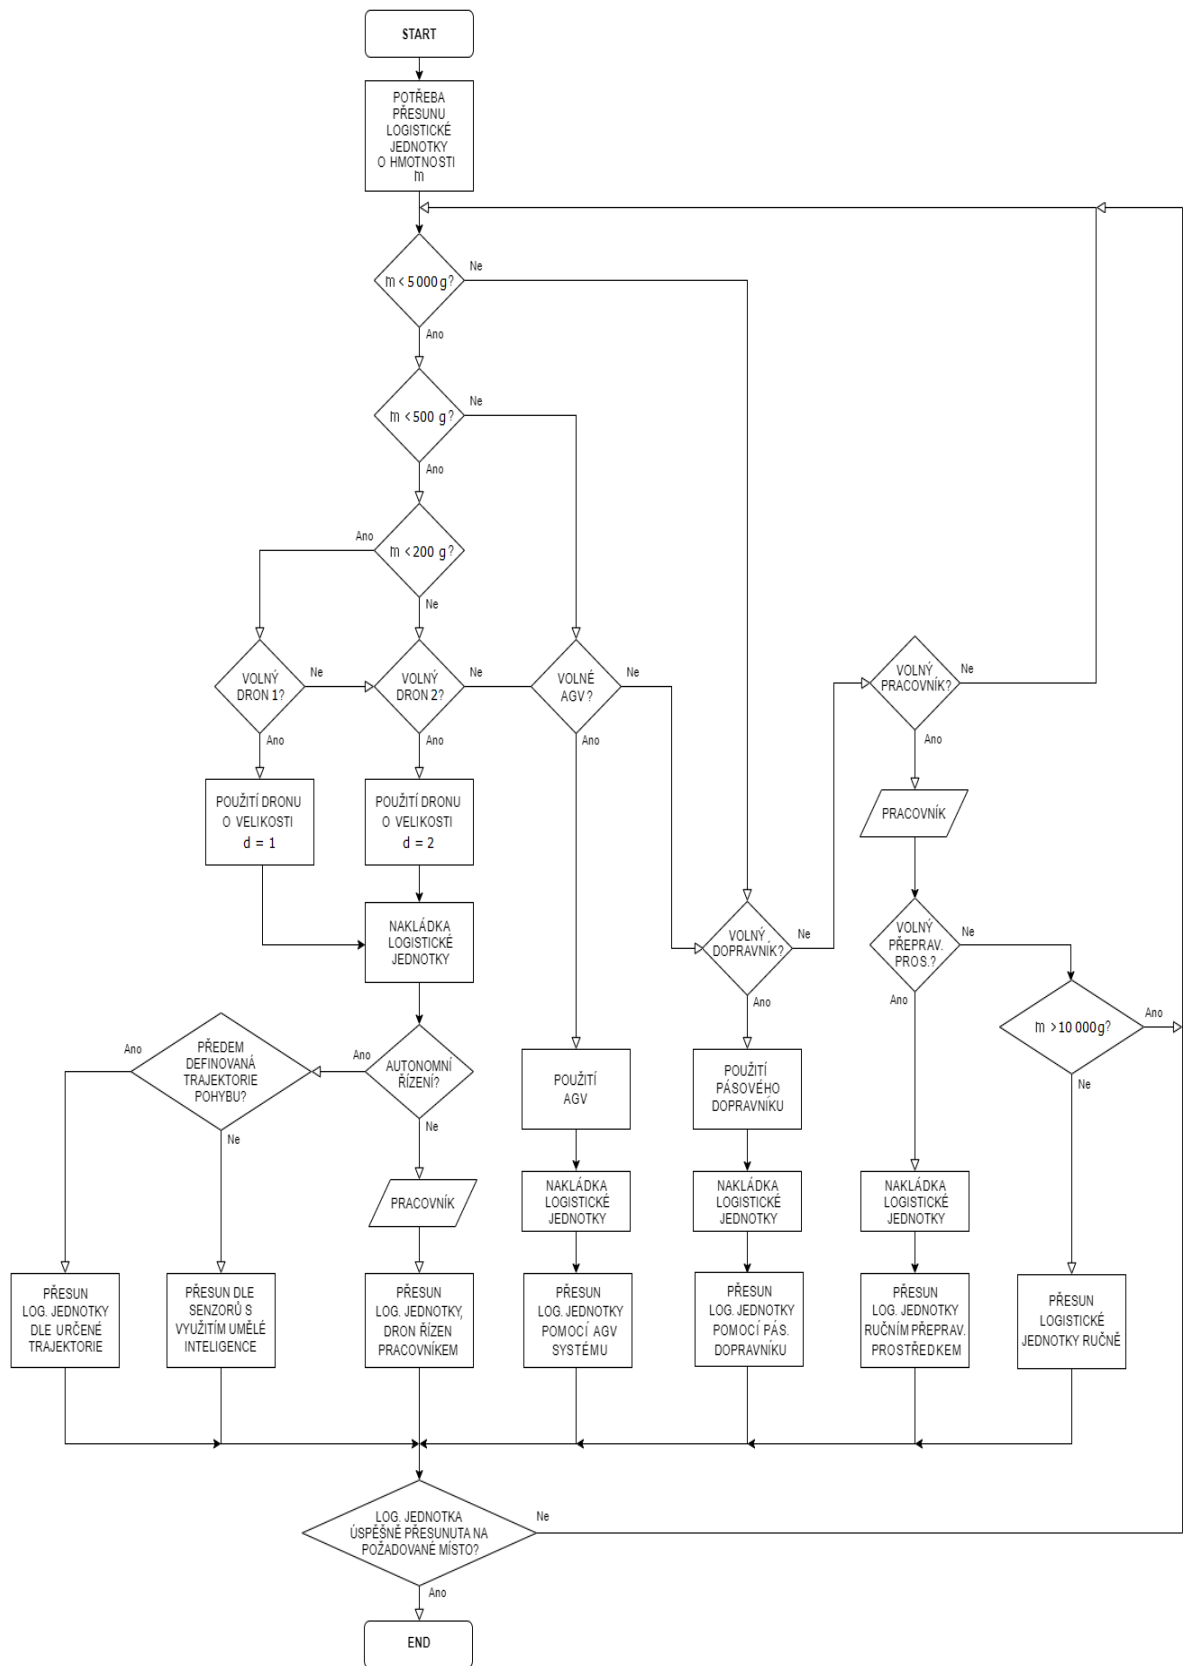 START
POTŘEBA
PŘESUNU
LOGISTICKÉ
JEDNOTKY
O HMOTNOSTI
m
m < 5 000 g?
Ne
Ano
m < 500 g?
Ne
Ano
m < 200 g?
Ano
Ne
VOLNÝ
DRON 1?
Ne
Ano
VOLNÝ
DRON 2?
Ne
Ano
VOLNÉ
AGV ?
Ne
Ano
VOLNÝ
PRACOVNÍK?
Ne
Ano
POUŽITÍ DRONU
O VELIKOSTI
d = 1
POUŽITÍ DRONU
O VELIKOSTI
d = 2
PRACOVNÍK
NAKLÁDKA
LOGISTICKÉ
JEDNOTKY
VOLNÝ
DOPRAVNÍK?
Ne
Ano
VOLNÝ
PŘEPRAV.
PROS.?
Ne
Ano
m > 10 000 g?
Ano
Ne
PŘEDEM
DEFINOVANÁ
TRAJEKTORIE
POHYBU?
Ano
Ne
AUTONOMNÍ
ŘÍZENÍ?
Ano
Ne
POUŽITÍ
AGV
POUŽITÍ
PÁSOVÉHO
DOPRAVNÍKU
PRACOVNÍK
NAKLÁDKA
LOGISTICKÉ
JEDNOTKY
NAKLÁDKA
LOGISTICKÉ
JEDNOTKY
NAKLÁDKA
LOGISTICKÉ
JEDNOTKY
PŘESUN
LOG. JEDNOTKY
DLE URČENÉ
TRAJEKTORIE
PŘESUN DLE
SENZORŮ S
VYUŽITÍM UMĚLÉ
INTELIGENCE
PŘESUN
LOG. JEDNOTKY,
DRON ŘÍZEN
PRACOVNÍKEM
PŘESUN
LOG. JEDNOTKY
POMOCÍ AGV
SYSTÉMU
PŘESUN
LOG. JEDNOTKY
POMOCÍ PÁS.
DOPRAVNÍKU
PŘESUN
LOG. JEDNOTKY
RUČNÍM PŘEPRAV.
PROSTŘEDKEM
PŘESUN
LOGISTICKÉ
JEDNOTKY RUČNĚ
LOG. JEDNOTKA
ÚSPĚŠNĚ PŘESUNUTA NA
POŽADOVANÉ MÍSTO?
Ne
Ano
END